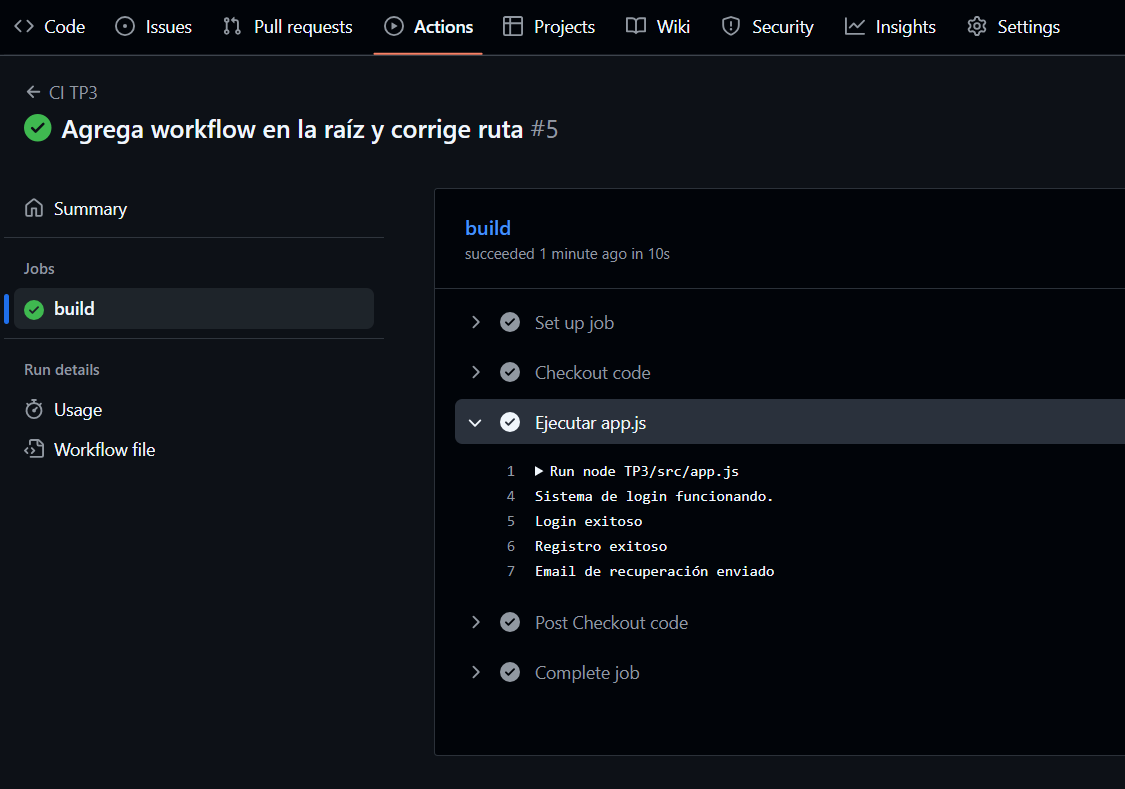 Code Issues Pull requests Actions Projects Wiki Security Insights Settings
CI TP3
Agrega workflow en la raíz y corrige ruta #5
Summary
Jobs
build
Run details
Usage
Workflow file
build
succeeded 1 minute ago in 10s
Set up job
Checkout code
Ejecutar app.js
1 Run node TP3/src/app.js
4 Sistema de login funcionando.
5 Login exitoso
6 Registro exitoso
7 Email de recuperación enviado
Post Checkout code
Complete job